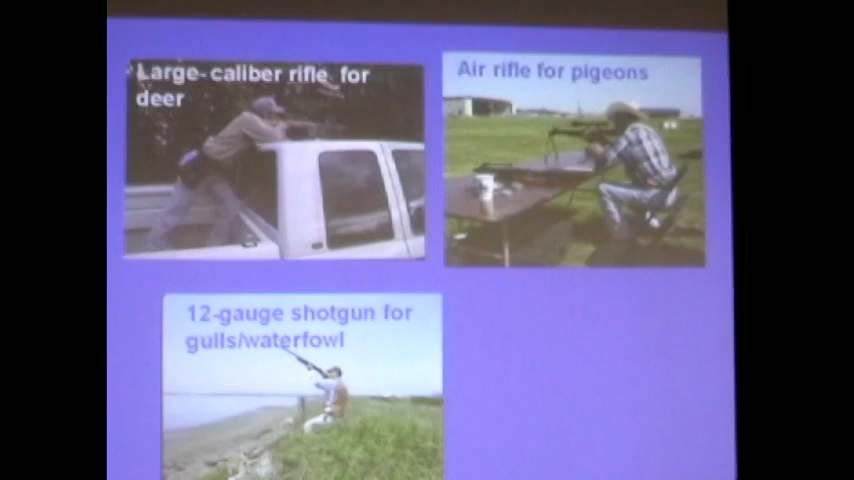 Large-caliber rifle for
deer
Air rifle for pigeons
12-gauge shotgun for
gulls/waterfowl